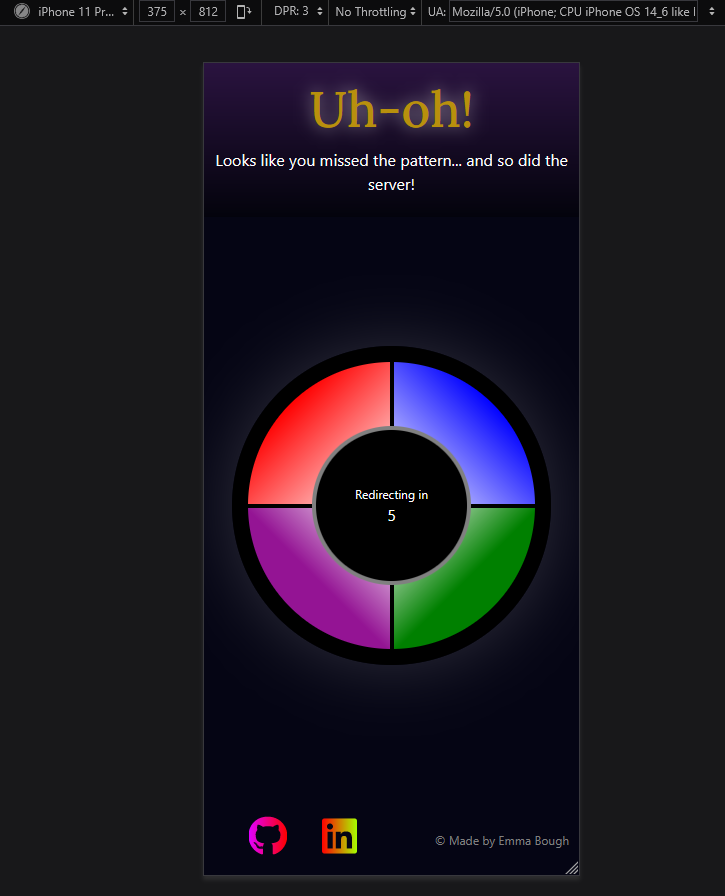 iPhone 11 Pr... 375 × 812 DPR: 3 No Throttling UA: Mozilla/5.0 (iPhone; CPU iPhone OS 14_6 like
Uh-oh!
Looks like you missed the pattern... and so did the
server!
Redirecting in
5
in
© Made by Emma Bough